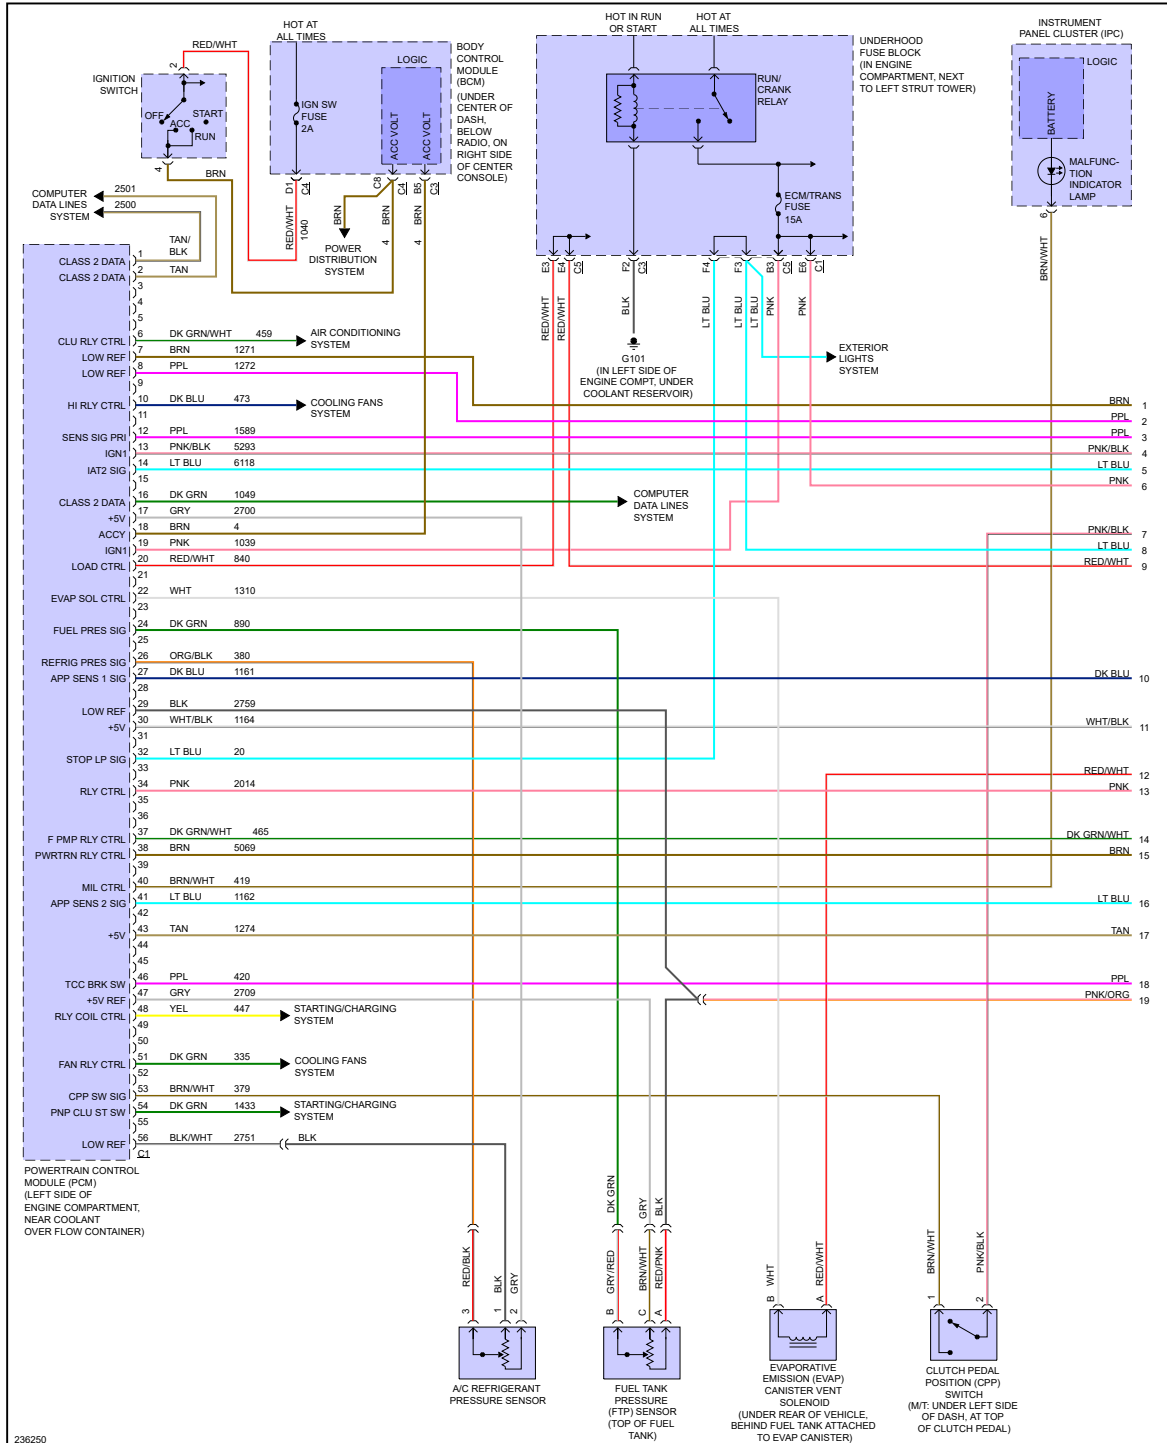 HOT AT
ALL TIMES
RED/WHT
2
IGNITION
SWITCH
OFF
ACC
START
RUN
4
BRN
IGN SW
FUSE
2A
LOGIC
ACC VOLT
ACC VOLT
BODY
CONTROL
MODULE
(BCM)
(UNDER
CENTER OF
DASH,
BELOW
RADIO, ON
RIGHT SIDE
OF CENTER
CONSOLE)
D1
C4
C8
C4
B5
C3
RED/WHT
1040
BRN
BRN
4
BRN
4
POWER
DISTRIBUTION
SYSTEM
HOT IN RUN
OR START
HOT AT
ALL TIMES
RUN/
CRANK
RELAY
ECM/TRANS
FUSE
15A
UNDERHOOD
FUSE BLOCK
(IN ENGINE
COMPARTMENT, NEXT
TO LEFT STRUT TOWER)
E3
E4
C5
F2
C3
F4
F3
B3
C5
E6
C1
RED/WHT
RED/WHT
BLK
LT BLU
LT BLU
LT BLU
PNK
PNK
G101
(IN LEFT SIDE OF
ENGINE COMPT, UNDER
COOLANT RESERVOIR)
EXTERIOR
LIGHTS
SYSTEM
INSTRUMENT
PANEL CLUSTER (IPC)
LOGIC
BATTERY
MALFUNC-
TION
INDICATOR
LAMP
6
BRN/WHT
COMPUTER
DATA LINES
SYSTEM
2501
2500
TAN/
BLK
CLASS 2 DATA 1
CLASS 2 DATA 2 TAN
3
4
5
CLU RLY CTRL 6 DK GRN/WHT 459 AIR CONDITIONING
SYSTEM
LOW REF 7 BRN 1271
LOW REF 8 PPL 1272
9
HI RLY CTRL 10 DK BLU 473 COOLING FANS
SYSTEM
11
SENS SIG PRI 12 PPL 1589
IGN1 13 PNK/BLK 5293
IAT2 SIG 14 LT BLU 6118
15
CLASS 2 DATA 16 DK GRN 1049 COMPUTER
DATA LINES
SYSTEM
+5V 17 GRY 2700
ACCY 18 BRN 4
IGN1 19 PNK 1039
LOAD CTRL 20 RED/WHT 840
21
EVAP SOL CTRL 22 WHT 1310
23
FUEL PRES SIG 24 DK GRN 890
25
REFRIG PRES SIG 26 ORG/BLK 380
APP SENS 1 SIG 27 DK BLU 1161
28
LOW REF 29 BLK 2759
+5V 30 WHT/BLK 1164
31
STOP LP SIG 32 LT BLU 20
33
RLY CTRL 34 PNK 2014
35
36
F PMP RLY CTRL 37 DK GRN/WHT 465
PWRTRN RLY CTRL 38 BRN 5069
39
MIL CTRL 40 BRN/WHT 419
APP SENS 2 SIG 41 LT BLU 1162
42
+5V 43 TAN 1274
44
45
TCC BRK SW 46 PPL 420
+5V REF 47 GRY 2709
RLY COIL CTRL 48 YEL 447 STARTING/CHARGING
SYSTEM
49
50
FAN RLY CTRL 51 DK GRN 335 COOLING FANS
SYSTEM
52
CPP SW SIG 53 BRN/WHT 379
PNP CLU ST SW 54 DK GRN 1433 STARTING/CHARGING
SYSTEM
55
LOW REF 56 BLK/WHT 2751 BLK
C1
POWERTRAIN CONTROL
MODULE (PCM)
(LEFT SIDE OF
ENGINE COMPARTMENT,
NEAR COOLANT
OVER FLOW CONTAINER)
BRN 1
PPL 2
PPL 3
PNK/BLK 4
LT BLU 5
PNK 6
PNK/BLK 7
LT BLU 8
RED/WHT 9
DK BLU 10
WHT/BLK 11
RED/WHT 12
PNK 13
DK GRN/WHT 14
BRN 15
LT BLU 16
TAN 17
PPL 18
PNK/ORG 19
RED/BLK
BLK
GRY
3
1
2
A/C REFRIGERANT
PRESSURE SENSOR
DK GRN
GRY
BLK
GRY/RED
BRN/WHT
RED/PNK
B
C
A
FUEL TANK
PRESSURE
(FTP) SENSOR
(TOP OF FUEL
TANK)
WHT
RED/WHT
B
A
EVAPORATIVE
EMISSION (EVAP)
CANISTER VENT
SOLENOID
(UNDER REAR OF VEHICLE,
BEHIND FUEL TANK ATTACHED
TO EVAP CANISTER)
BRN/WHT
PNK/BLK
1
2
CLUTCH PEDAL
POSITION (CPP)
SWITCH
(M/T: UNDER LEFT SIDE
OF DASH, AT TOP
OF CLUTCH PEDAL)
236250